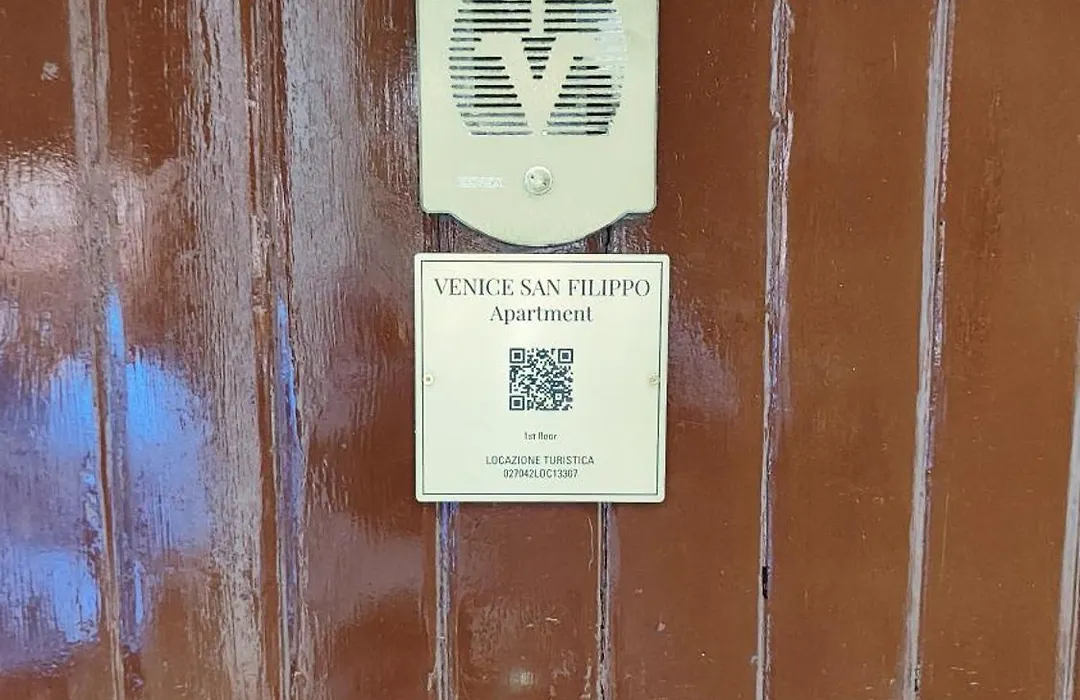 VENICE SAN FILIPPO
Apartment
1st floor
LOCAZIONE TURISTICA
027042LOC13307